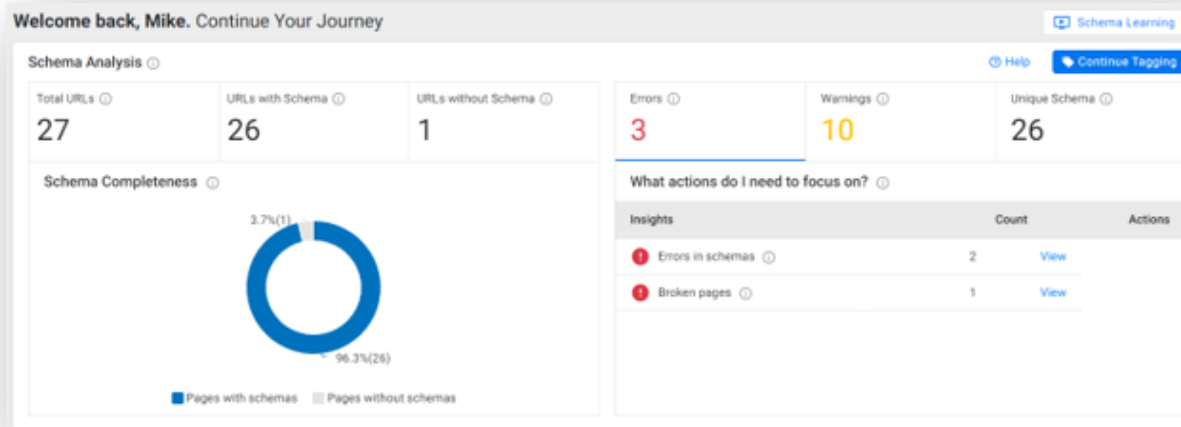 Welcome back, Mike. Continue Your Journey
Schema Learning
Schema Analysis
Help
Continue Tagging
Total URLs
27
URLs with Schema
26
URLs without Schema
1
Errors
3
Warnings
10
Unique Schema
26
Schema Completeness
3.7%(1)
96.3%(26)
Pages with schemas
Pages without schemas
What actions do I need to focus on?
Insights Count Actions
Errors in schemas 2 View
Broken pages 1 View